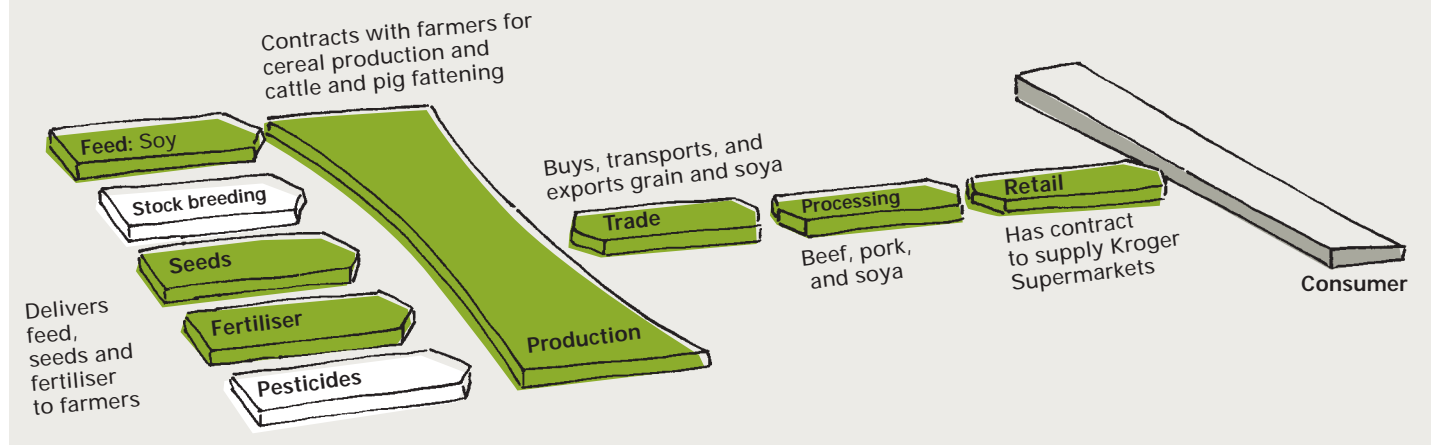 Contracts with farmers for
cereal production and
cattle and pig fattening
Feed: Soy
Stock breeding
Seeds
Fertiliser
Pesticides
Delivers
feed,
seeds and
fertiliser
to farmers
Production
Buys, transports, and
exports grain and soya
Trade
Processing
Beef, pork,
and soya
Retail
Has contract
to supply Kroger
Supermarkets
Consumer